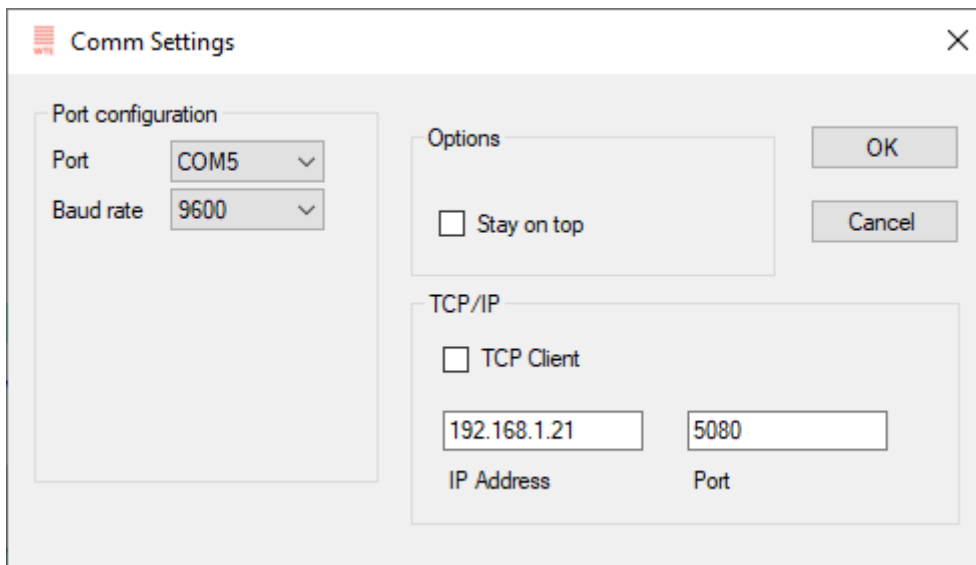 WTE
Comm Settings
Port configuration
Port
COM5
Baud rate
9600
Options
Stay on top
OK
Cancel
TCP/IP
TCP Client
192.168.1.21
5080
IP Address
Port